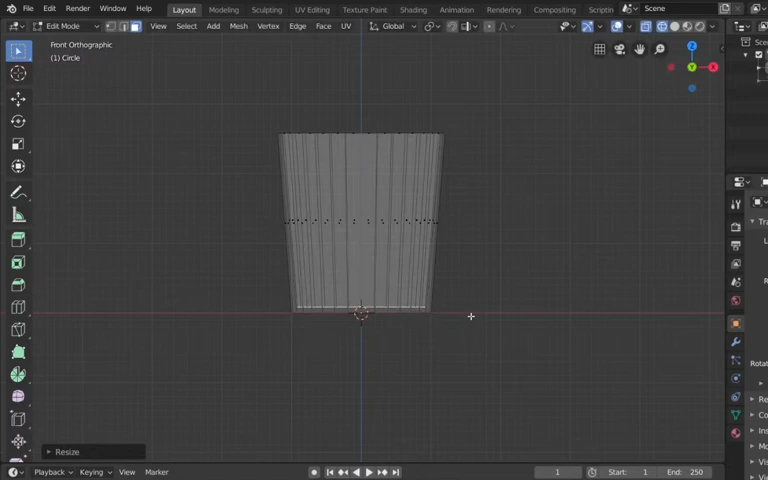 File Edit Render Window Help Layout Modeling Sculpting UV Editing Texture Paint Shading Animation Rendering Compositing Scene
Edit Mode View Select Add Mesh Vertex Edge Face UV Global
Front Orthographic
(1) Circle
Z
Y
X
Resize
Playback Keying View Marker 1 Start: 1 End: 250